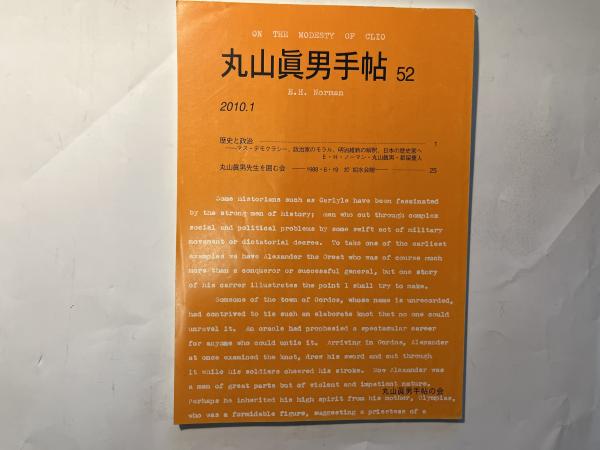 ON THE MODESTY OF CLIO
丸山眞男手帖 52
E.H. Norman
2010.1
歴史と政治 1
——マス・デモクラシー、政治家のモラル、明治維新の解釈、日本の歴史家へ
E・H・ノーマン・丸山眞男・都留重人
丸山眞男先生を囲む会 ——1988・6・19 於 如水会館—— 25
Some historians such as Carlyle have been fascinated
by the strong men of history; men who cut through complex
social and political problems by some swift act of military
movement or dictatorial decree. To take one of the earliest
examples we have Alexander the Great who was of course much
more than a conqueror or successful general, but one story
of his career illustrates the point I shall try to make.
Someone of the town of Gordos, whose name is unrecorded,
had contrived to tie such an elaborate knot that no one could
unravel it. An oracle had prophesied a spectacular career
for anyone who could untie it. Arriving in Gordos, Alexander
at once examined the knot, drew his sword and cut through
it while his soldiers cheered his stroke. Now Alexander was
a man of great parts but of violent and impatient nature.
Perhaps he inherited his high spirit from his mother, Olympias,
who was a formidable figure, suggesting a priestess of a
丸山眞男手帖の会